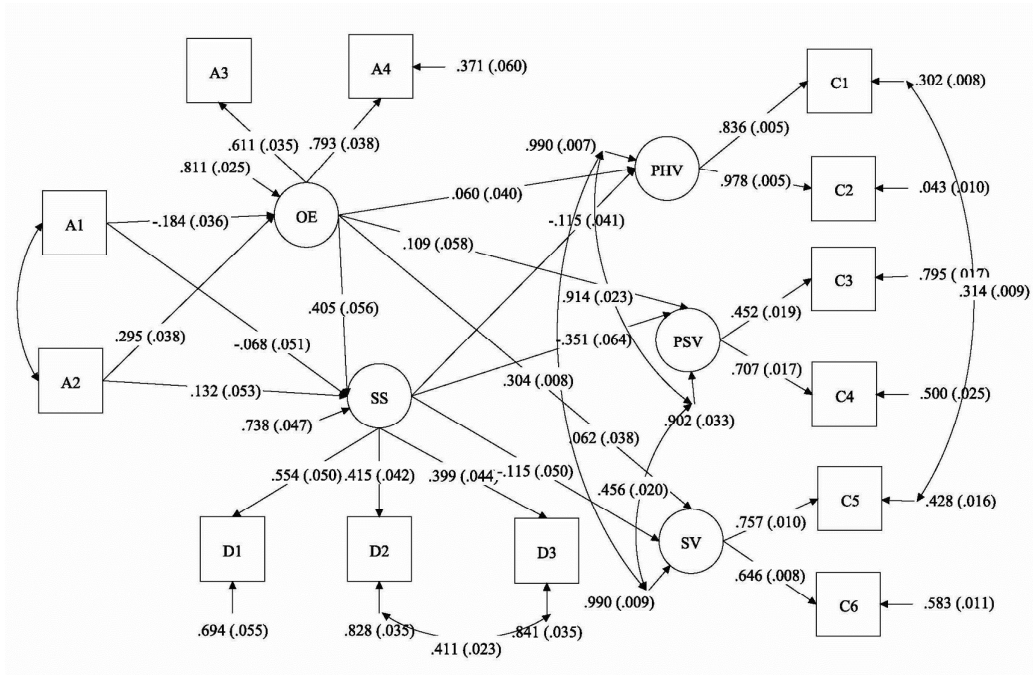 A3
A4
.371 (.060)
C1
.302 (.008)
.611 (.035)
.793 (.038)
.836 (.005)
.811 (.025)
.990 (.007)
PHV
.978 (.005)
C2
.043 (.010)
A1
-.184 (.036)
OE
.060 (.040)
-.115 (.041)
.109 (.058)
C3
.795 (.017)
.314 (.009)
.914 (.023)
.452 (.019)
.405 (.056)
.295 (.038)
-.068 (.051)
-.351 (.064)
PSV
.707 (.017)
A2
.132 (.053)
SS
.304 (.008)
C4
.500 (.025)
.738 (.047)
.902 (.033)
.062 (.038)
.554 (.050)
.415 (.042)
.399 (.044)
-.115 (.050)
.456 (.020)
C5
.428 (.016)
.757 (.010)
D1
D2
D3
SV
.646 (.008)
.990 (.009)
C6
.583 (.011)
.694 (.055)
.828 (.035)
.841 (.035)
.411 (.023)